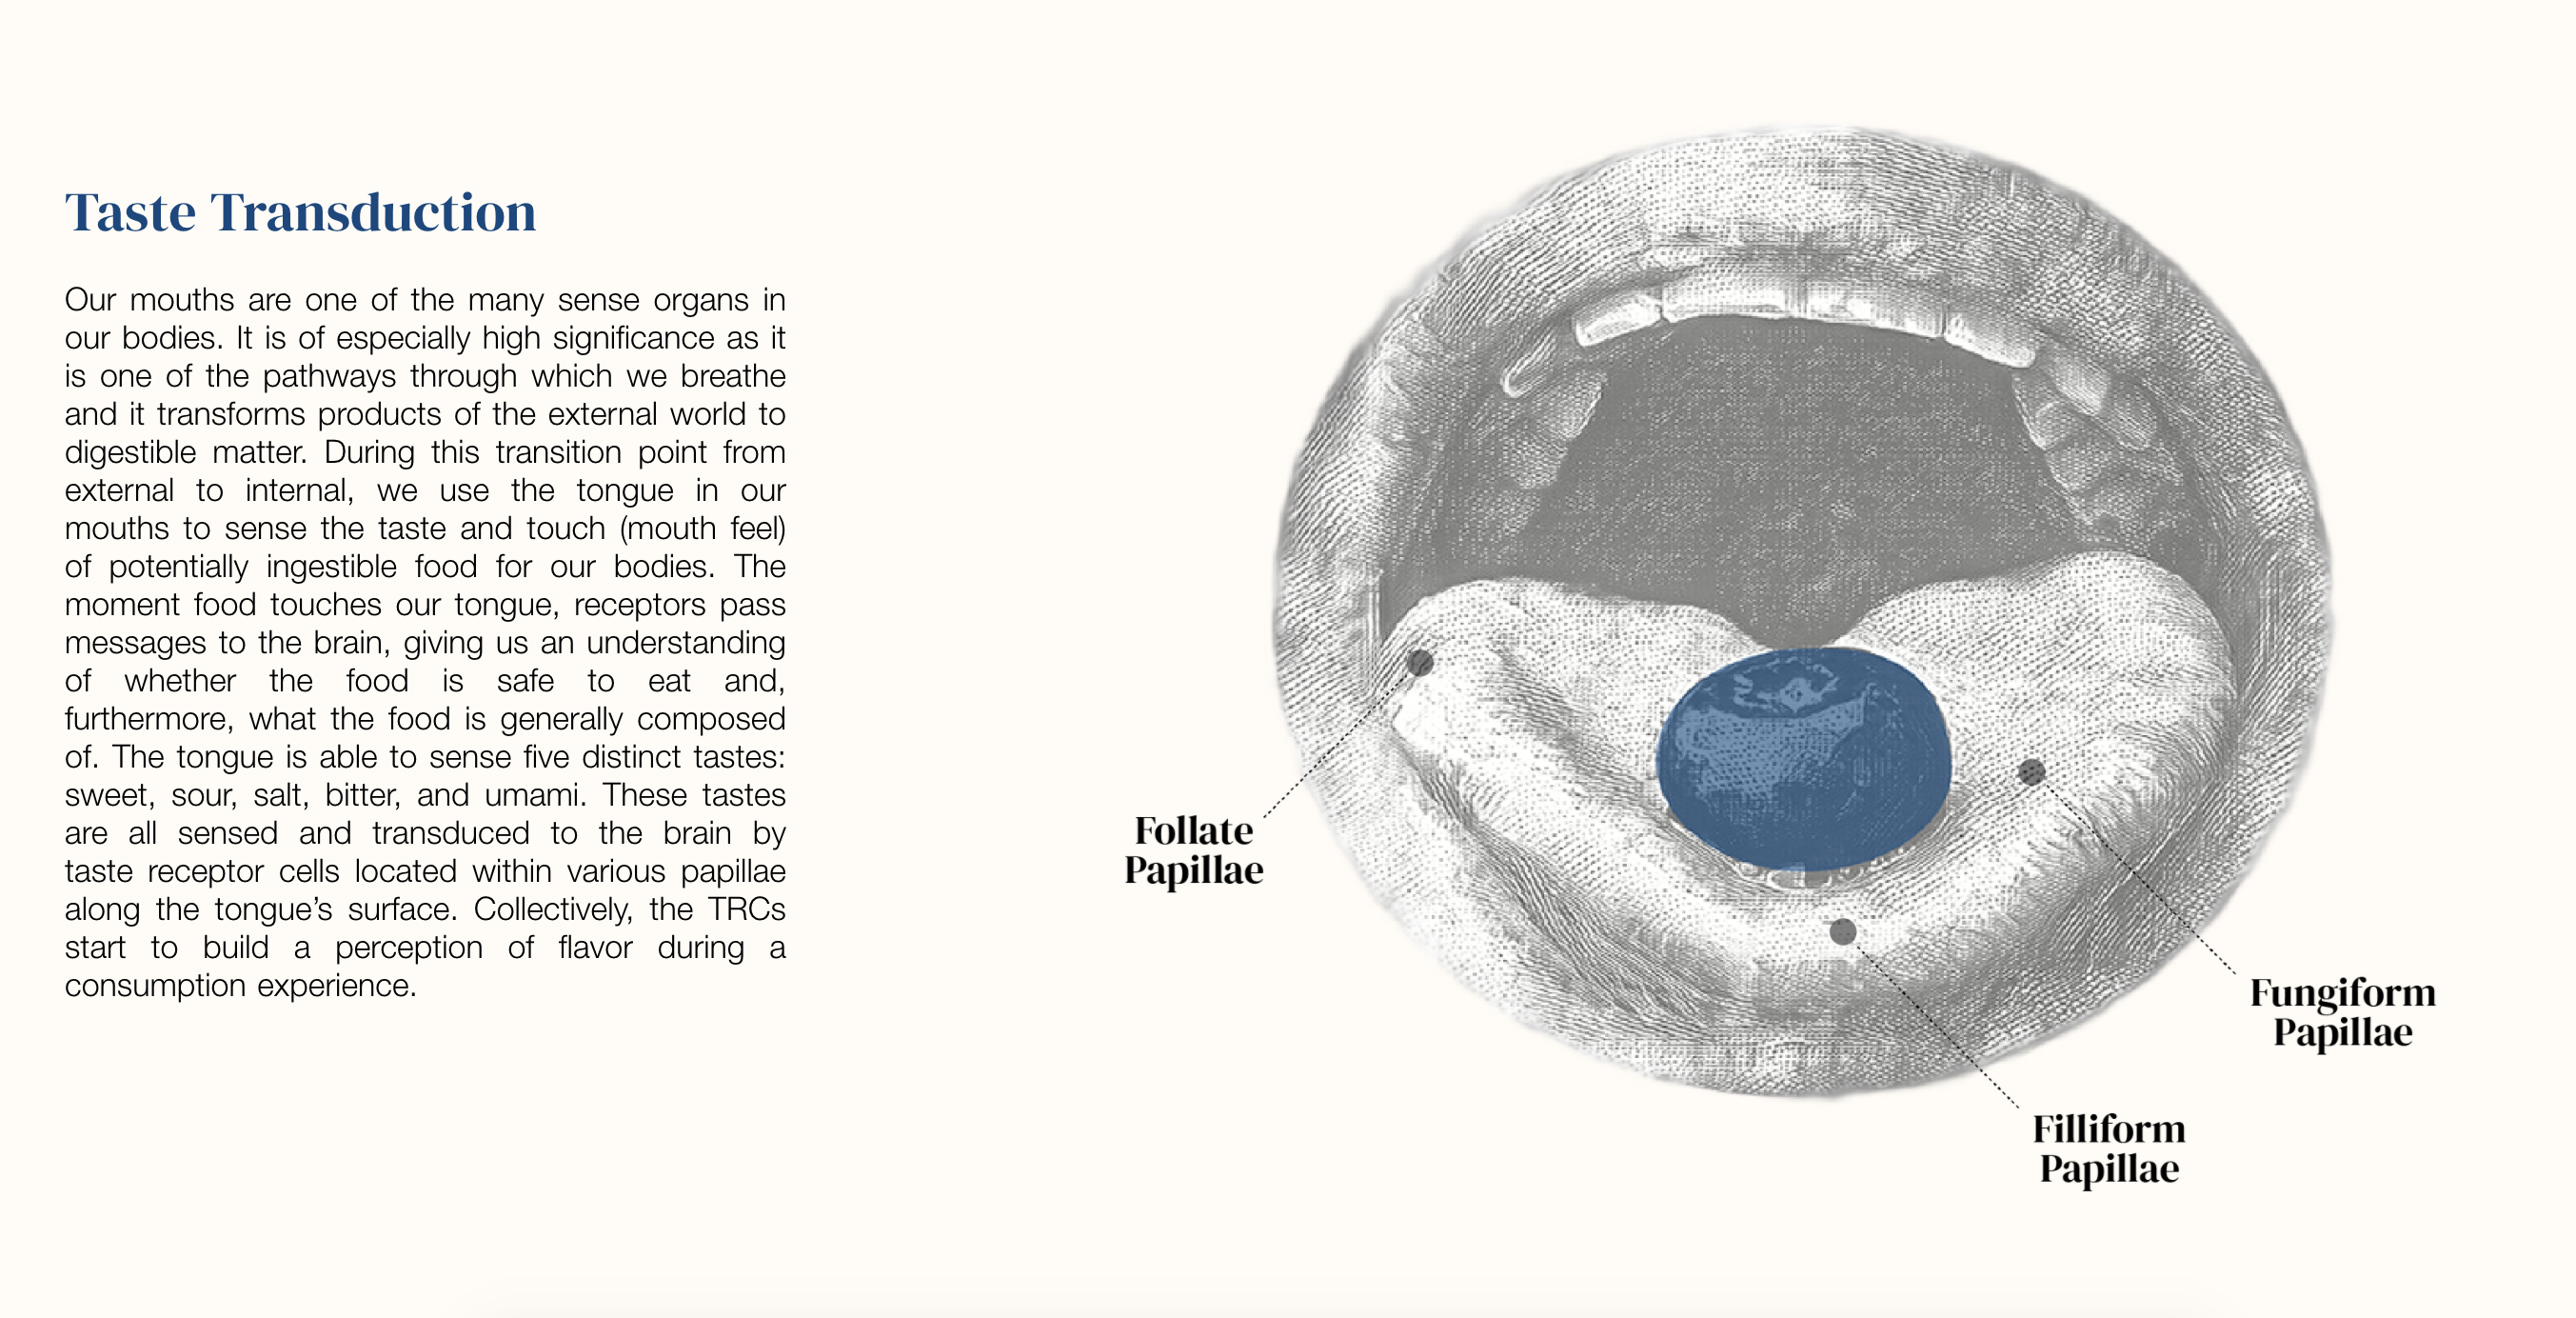 Taste Transduction
Our mouths are one of the many sense organs in
our bodies. It is of especially high significance as it
is one of the pathways through which we breathe
and it transforms products of the external world to
digestible matter. During this transition point from
external to internal, we use the tongue in our
mouths to sense the taste and touch (mouth feel)
of potentially ingestible food for our bodies. The
moment food touches our tongue, receptors pass
messages to the brain, giving us an understanding
of whether the food is safe to eat and,
furthermore, what the food is generally composed
of. The tongue is able to sense five distinct tastes:
sweet, sour, salt, bitter, and umami. These tastes
are all sensed and transduced to the brain by
taste receptor cells located within various papillae
along the tongue’s surface. Collectively, the TRCs
start to build a perception of flavor during a
consumption experience.
Follate
Papillae
Fungiform
Papillae
Filliform
Papillae